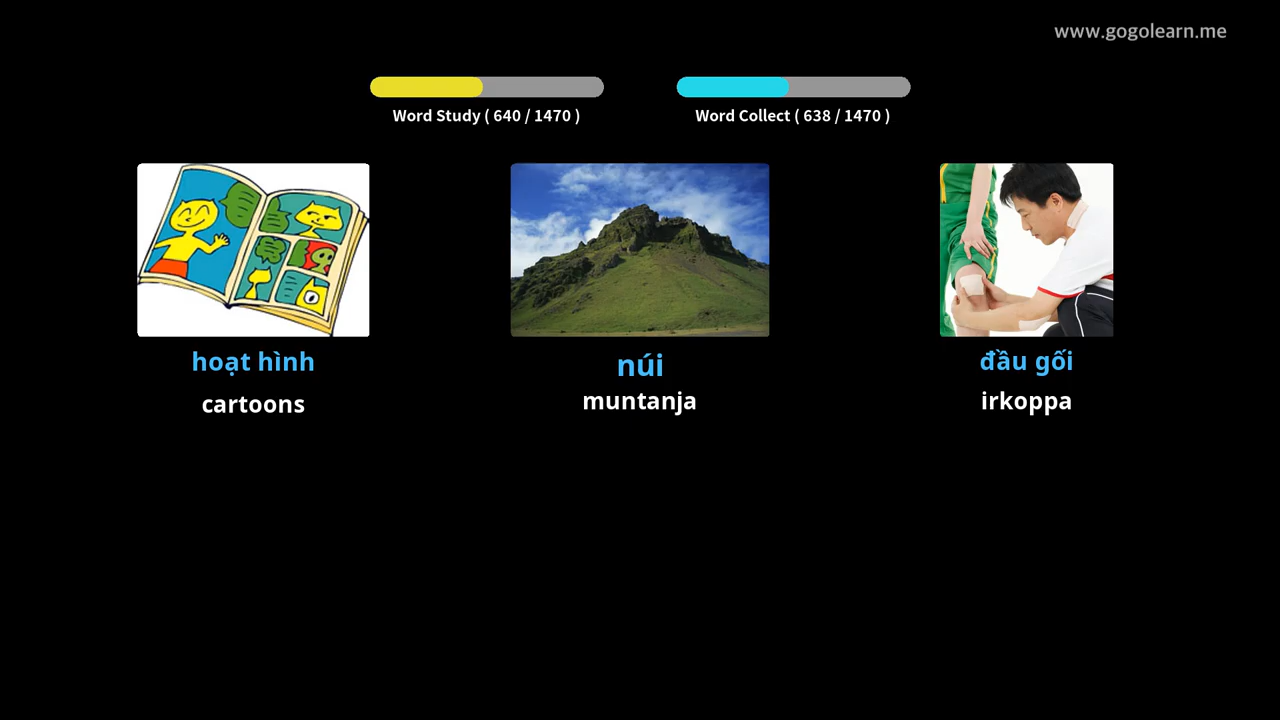 www.gogolearn.me
Word Study ( 640 / 1470 )
Word Collect ( 638 / 1470 )
hoạt hình
cartoons
núi
muntanja
đầu gối
irkoppa